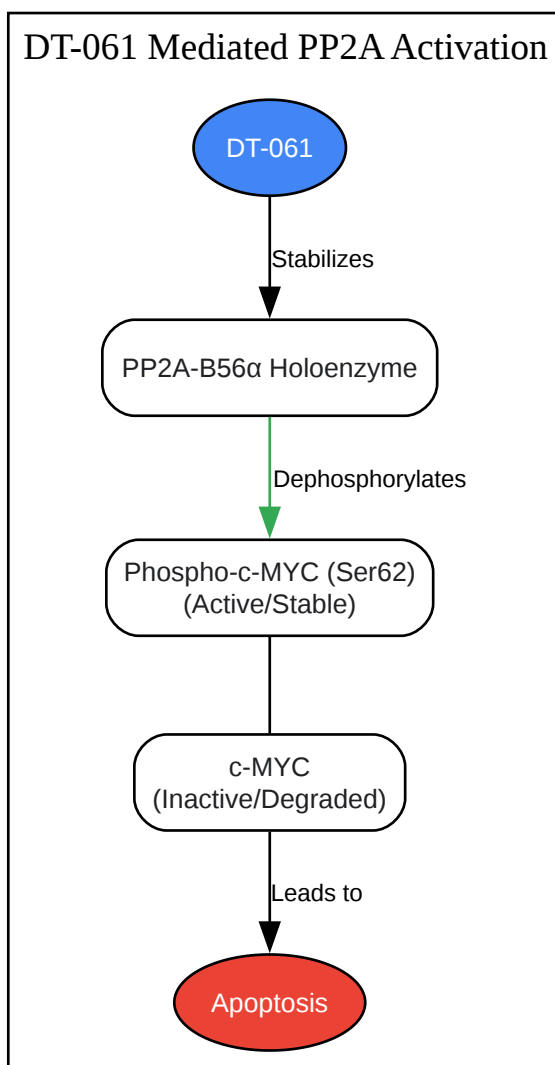 DT-061 Mediated PP2A Activation
DT-061
Stabilizes
PP2A-B56α Holoenzyme
Dephosphorylates
Phospho-c-MYC (Ser62)
(Active/Stable)
c-MYC
(Inactive/Degraded)
Leads to
Apoptosis